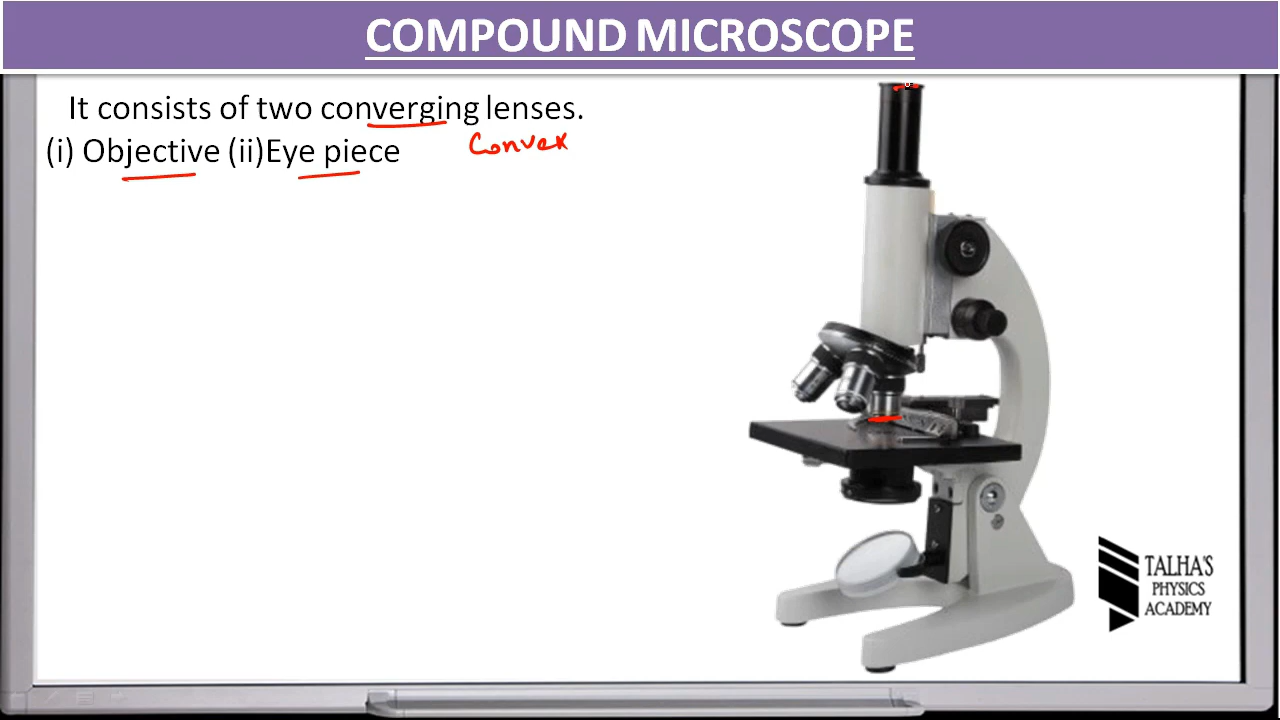 COMPOUND MICROSCOPE
It consists of two converging lenses.
(i) Objective (ii)Eye piece
Convex
TALHA'S
PHYSICS
ACADEMY